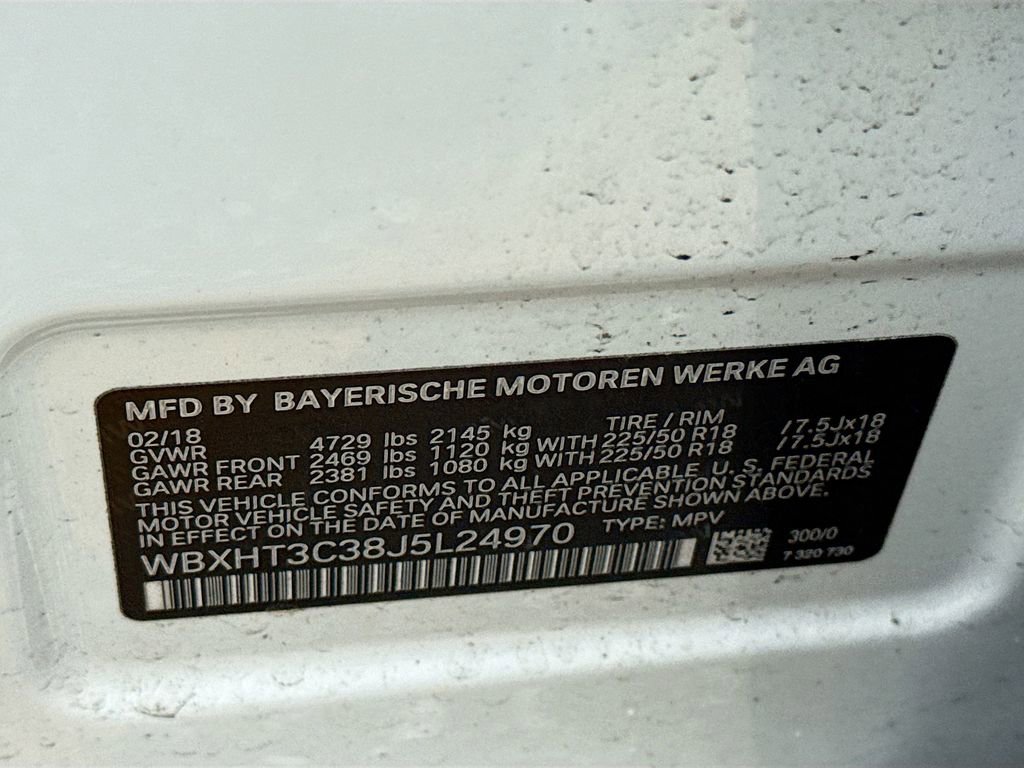 MFD BY BAYERISCHE MOTOREN WERKE AG
02/18 TIRE / RIM
GVWR 4729 lbs 2145 kg
GAWR FRONT 2469 lbs 1120 kg WITH 225/50 R18 /7.5Jx18
GAWR REAR 2381 lbs 1080 kg WITH 225/50 R18 /7.5Jx18
THIS VEHICLE CONFORMS TO ALL APPLICABLE U. S. FEDERAL
MOTOR VEHICLE SAFETY AND THEFT PREVENTION STANDARDS
IN EFFECT ON THE DATE OF MANUFACTURE SHOWN ABOVE.
WBXHT3C38J5L24970 TYPE: MPV
300/0
7 320 730